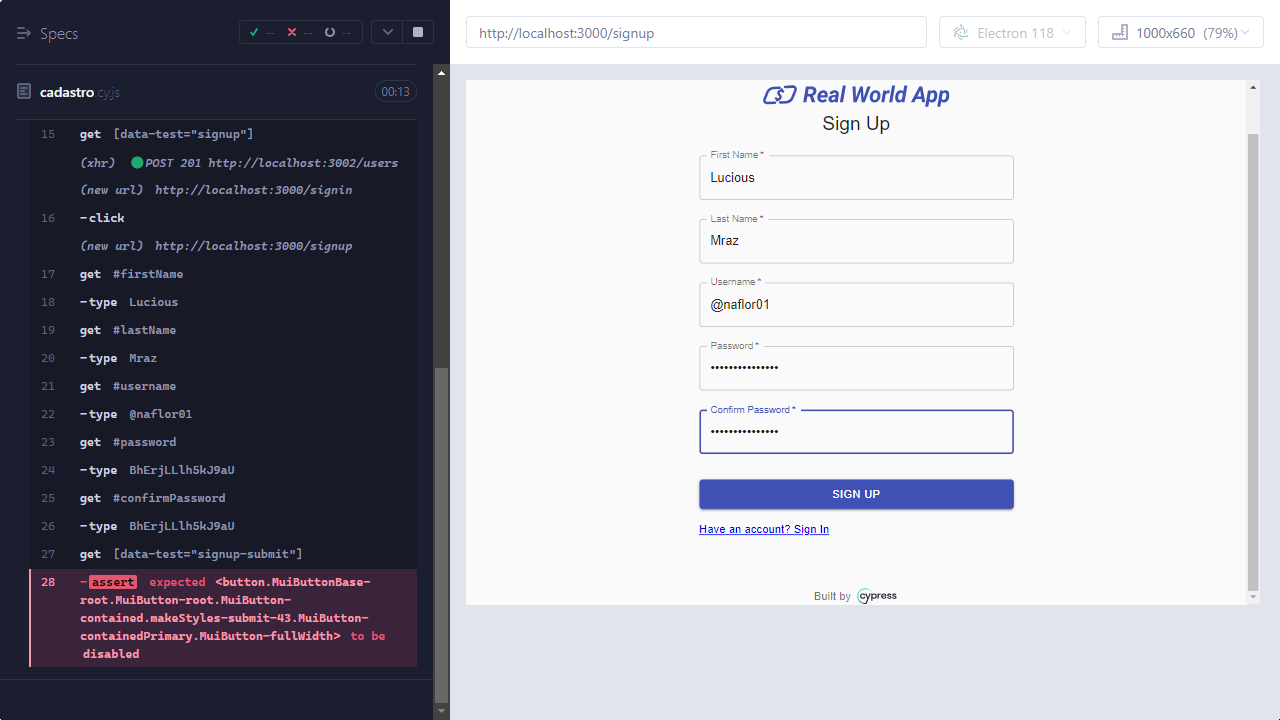 Specs
--
--
--
http://localhost:3000/signup
Electron 118
1000x660 (79%)
cadastro.cy.js
00:13
15 get [data-test="signup"]
(xhr) POST 201 http://localhost:3002/users
(new url) http://localhost:3000/signin
16 -click
(new url) http://localhost:3000/signup
17 get #firstName
18 -type Lucious
19 get #lastName
20 -type Mraz
21 get #username
22 -type @naflor01
23 get #password
24 -type BhErjLLlh5kJ9aU
25 get #confirmPassword
26 -type BhErjLLlh5kJ9aU
27 get [data-test="signup-submit"]
28 -assert expected <button.MuiButtonBase-
root.MuiButton-root.MuiButton-
contained.makeStyles-submit-43.MuiButton-
containedPrimary.MuiButton-fullWidth> to be
disabled
Real World App
Sign Up
First Name *
Lucious
Last Name *
Mraz
Username *
@naflor01
Password *
•••••••••••••••
Confirm Password *
•••••••••••••••
SIGN UP
Have an account? Sign In
Built by cypress